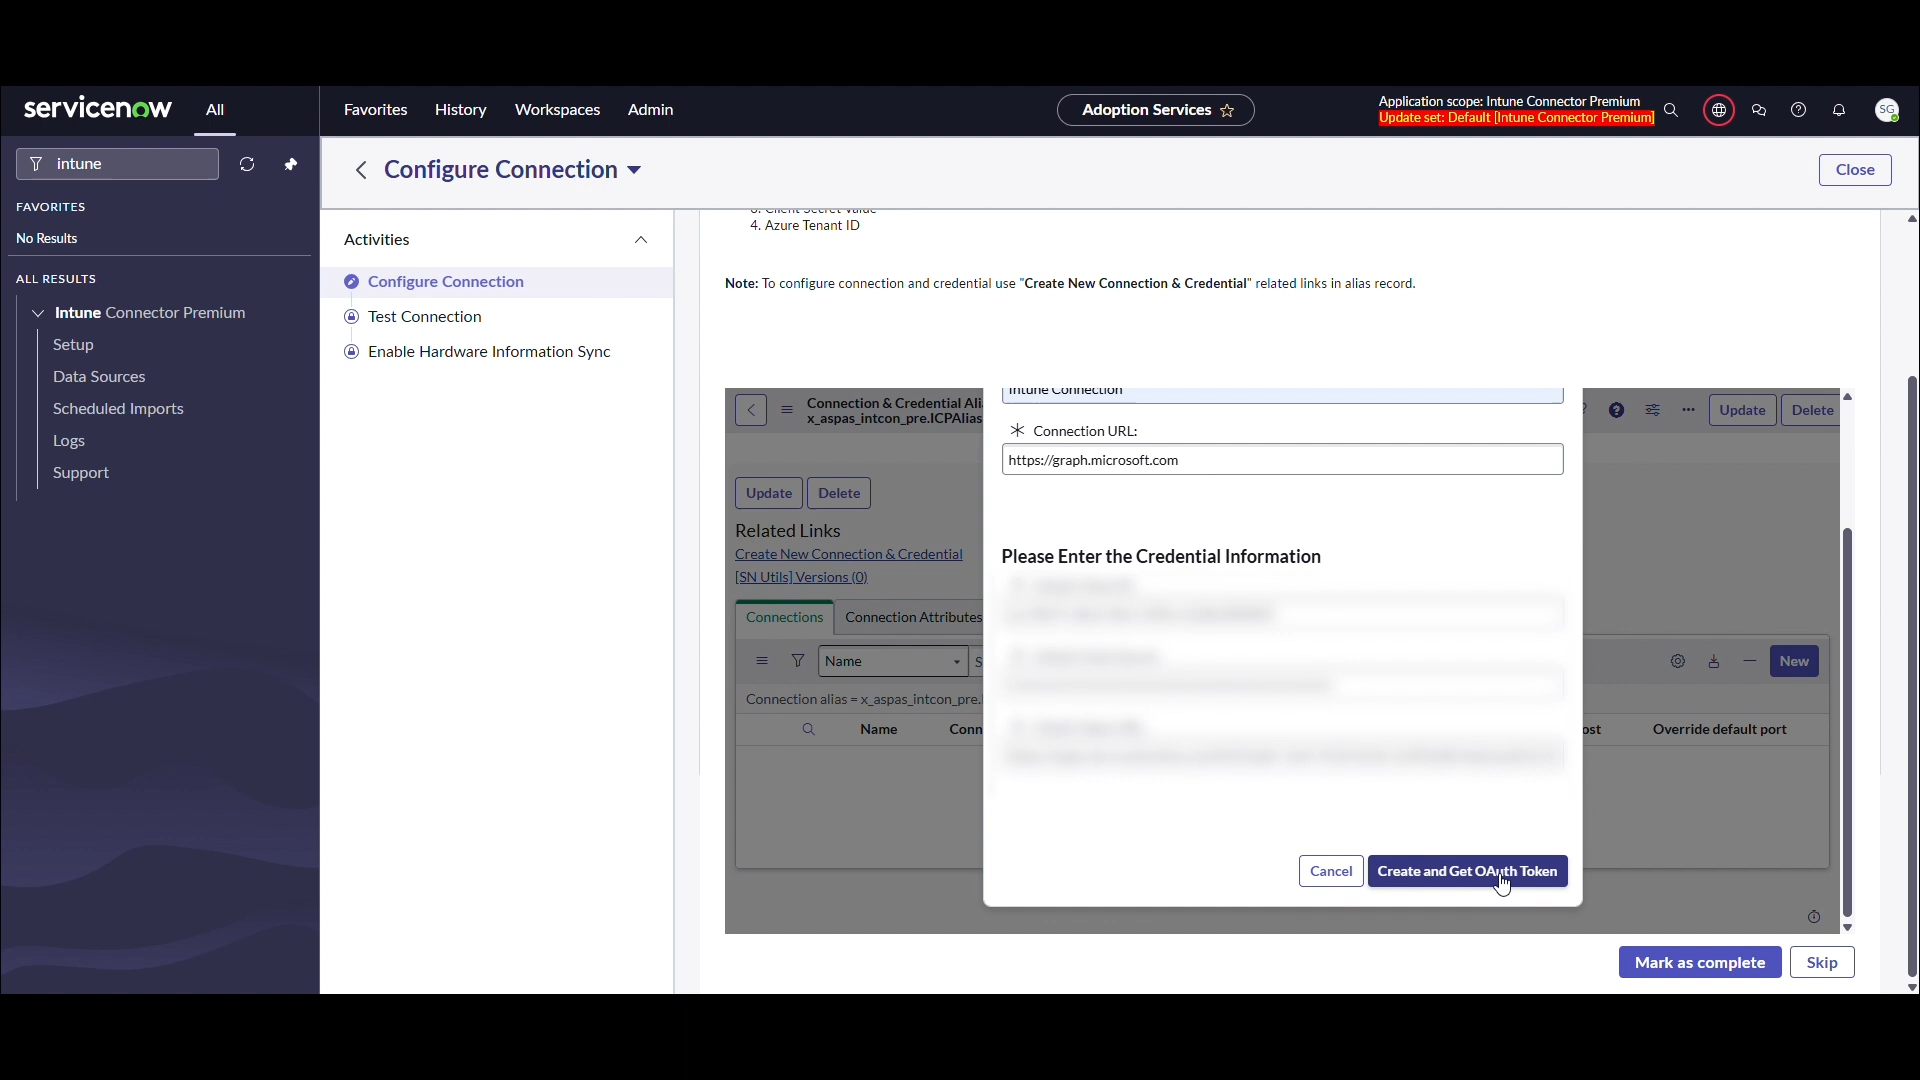 servicenow All Favorites History Workspaces Admin Adoption Services Application scope: Intune Connector Premium
Update set: Default [Intune Connector Premium] SG
intune
FAVORITES
No Results
ALL RESULTS
Intune Connector Premium
Setup
Data Sources
Scheduled Imports
Logs
Support
Configure Connection
Close
Activities
Configure Connection
Test Connection
Enable Hardware Information Sync
3. Client Secret Value
4. Azure Tenant ID
Note: To configure connection and credential use "Create New Connection & Credential" related links in alias record.
Connection & Credential Ali
x_aspas_intcon_pre.ICPAlias
Update Delete
Update Delete
Related Links
Create New Connection & Credential
[SN Utils] Versions (0)
Connections Connection Attributes
Name S
New
Connection alias = x_aspas_intcon_pre.
Name Conn ost Override default port
Intune Connection
Connection URL:
https://graph.microsoft.com
Please Enter the Credential Information
Cancel Create and Get OAuth Token
Mark as complete Skip